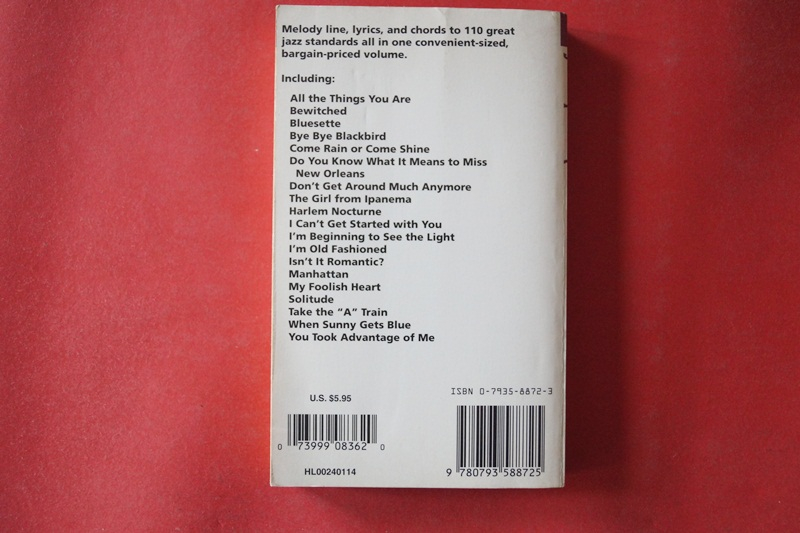 Melody line, lyrics, and chords to 110 great
jazz standards all in one convenient-sized,
bargain-priced volume.
Including:
All the Things You Are
Bewitched
Bluesette
Bye Bye Blackbird
Come Rain or Come Shine
Do You Know What It Means to Miss
New Orleans
Don't Get Around Much Anymore
The Girl from Ipanema
Harlem Nocturne
I Can't Get Started with You
I'm Beginning to See the Light
I'm Old Fashioned
Isn't It Romantic?
Manhattan
My Foolish Heart
Solitude
Take the “A” Train
When Sunny Gets Blue
You Took Advantage of Me
U.S. $5.95
ISBN 0-7935-8872-3
0 73999 08362 0
9 780793 588725
HL00240114